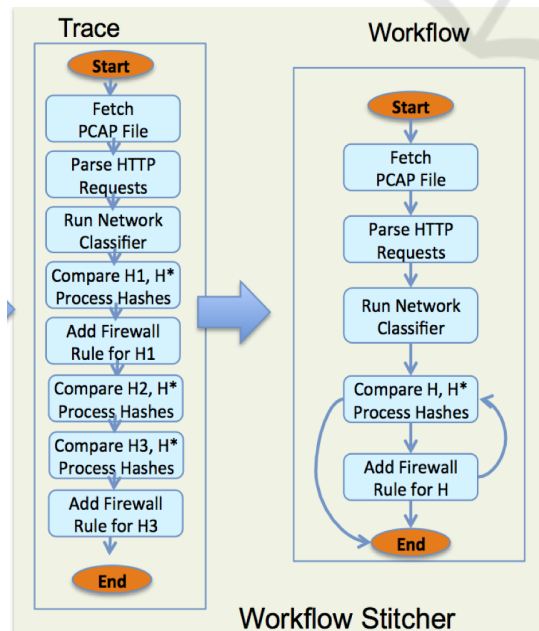 Trace
Start
Fetch
PCAP File
Parse HTTP
Requests
Run Network
Classifier
Compare H1, H*
Process Hashes
Add Firewall
Rule for H1
Compare H2, H*
Process Hashes
Compare H3, H*
Process Hashes
Add Firewall
Rule for H3
End
Workflow
Start
Fetch
PCAP File
Parse HTTP
Requests
Run Network
Classifier
Compare H, H*
Process Hashes
Add Firewall
Rule for H
End
Workflow Stitcher